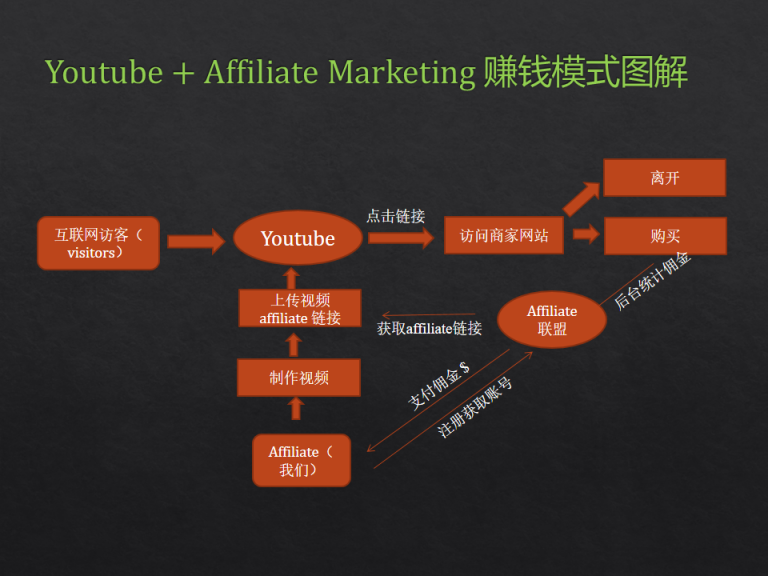 Youtube + Affiliate Marketing 赚钱模式图解
离开
点击链接
互联网访客（
visitors）
Youtube
访问商家网站
购买
后台统计佣金
上传视频
affiliate 链接
Affiliate
联盟
获取affiliate链接
制作视频
支付佣金 $
注册获取账号
Affiliate（
我们）